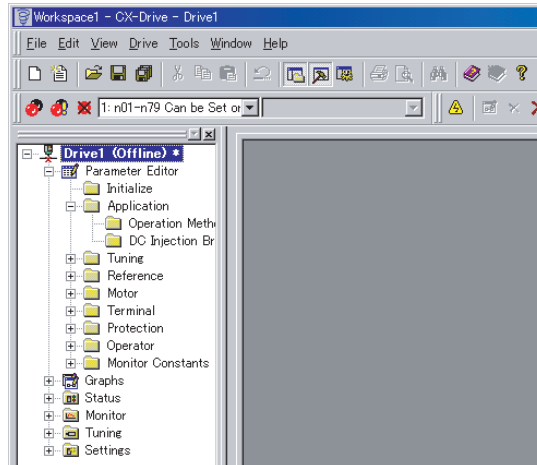 Workspace1 - CX-Drive - Drive1
File Edit View Drive Tools Window Help
1: n01-n79 Can be Set or
Drive1 (Offline) *
Parameter Editor
Initialize
Application
Operation Meth
DC Injection Br
Tuning
Reference
Motor
Terminal
Protection
Operator
Monitor Constants
Graphs
Status
Monitor
Tuning
Settings